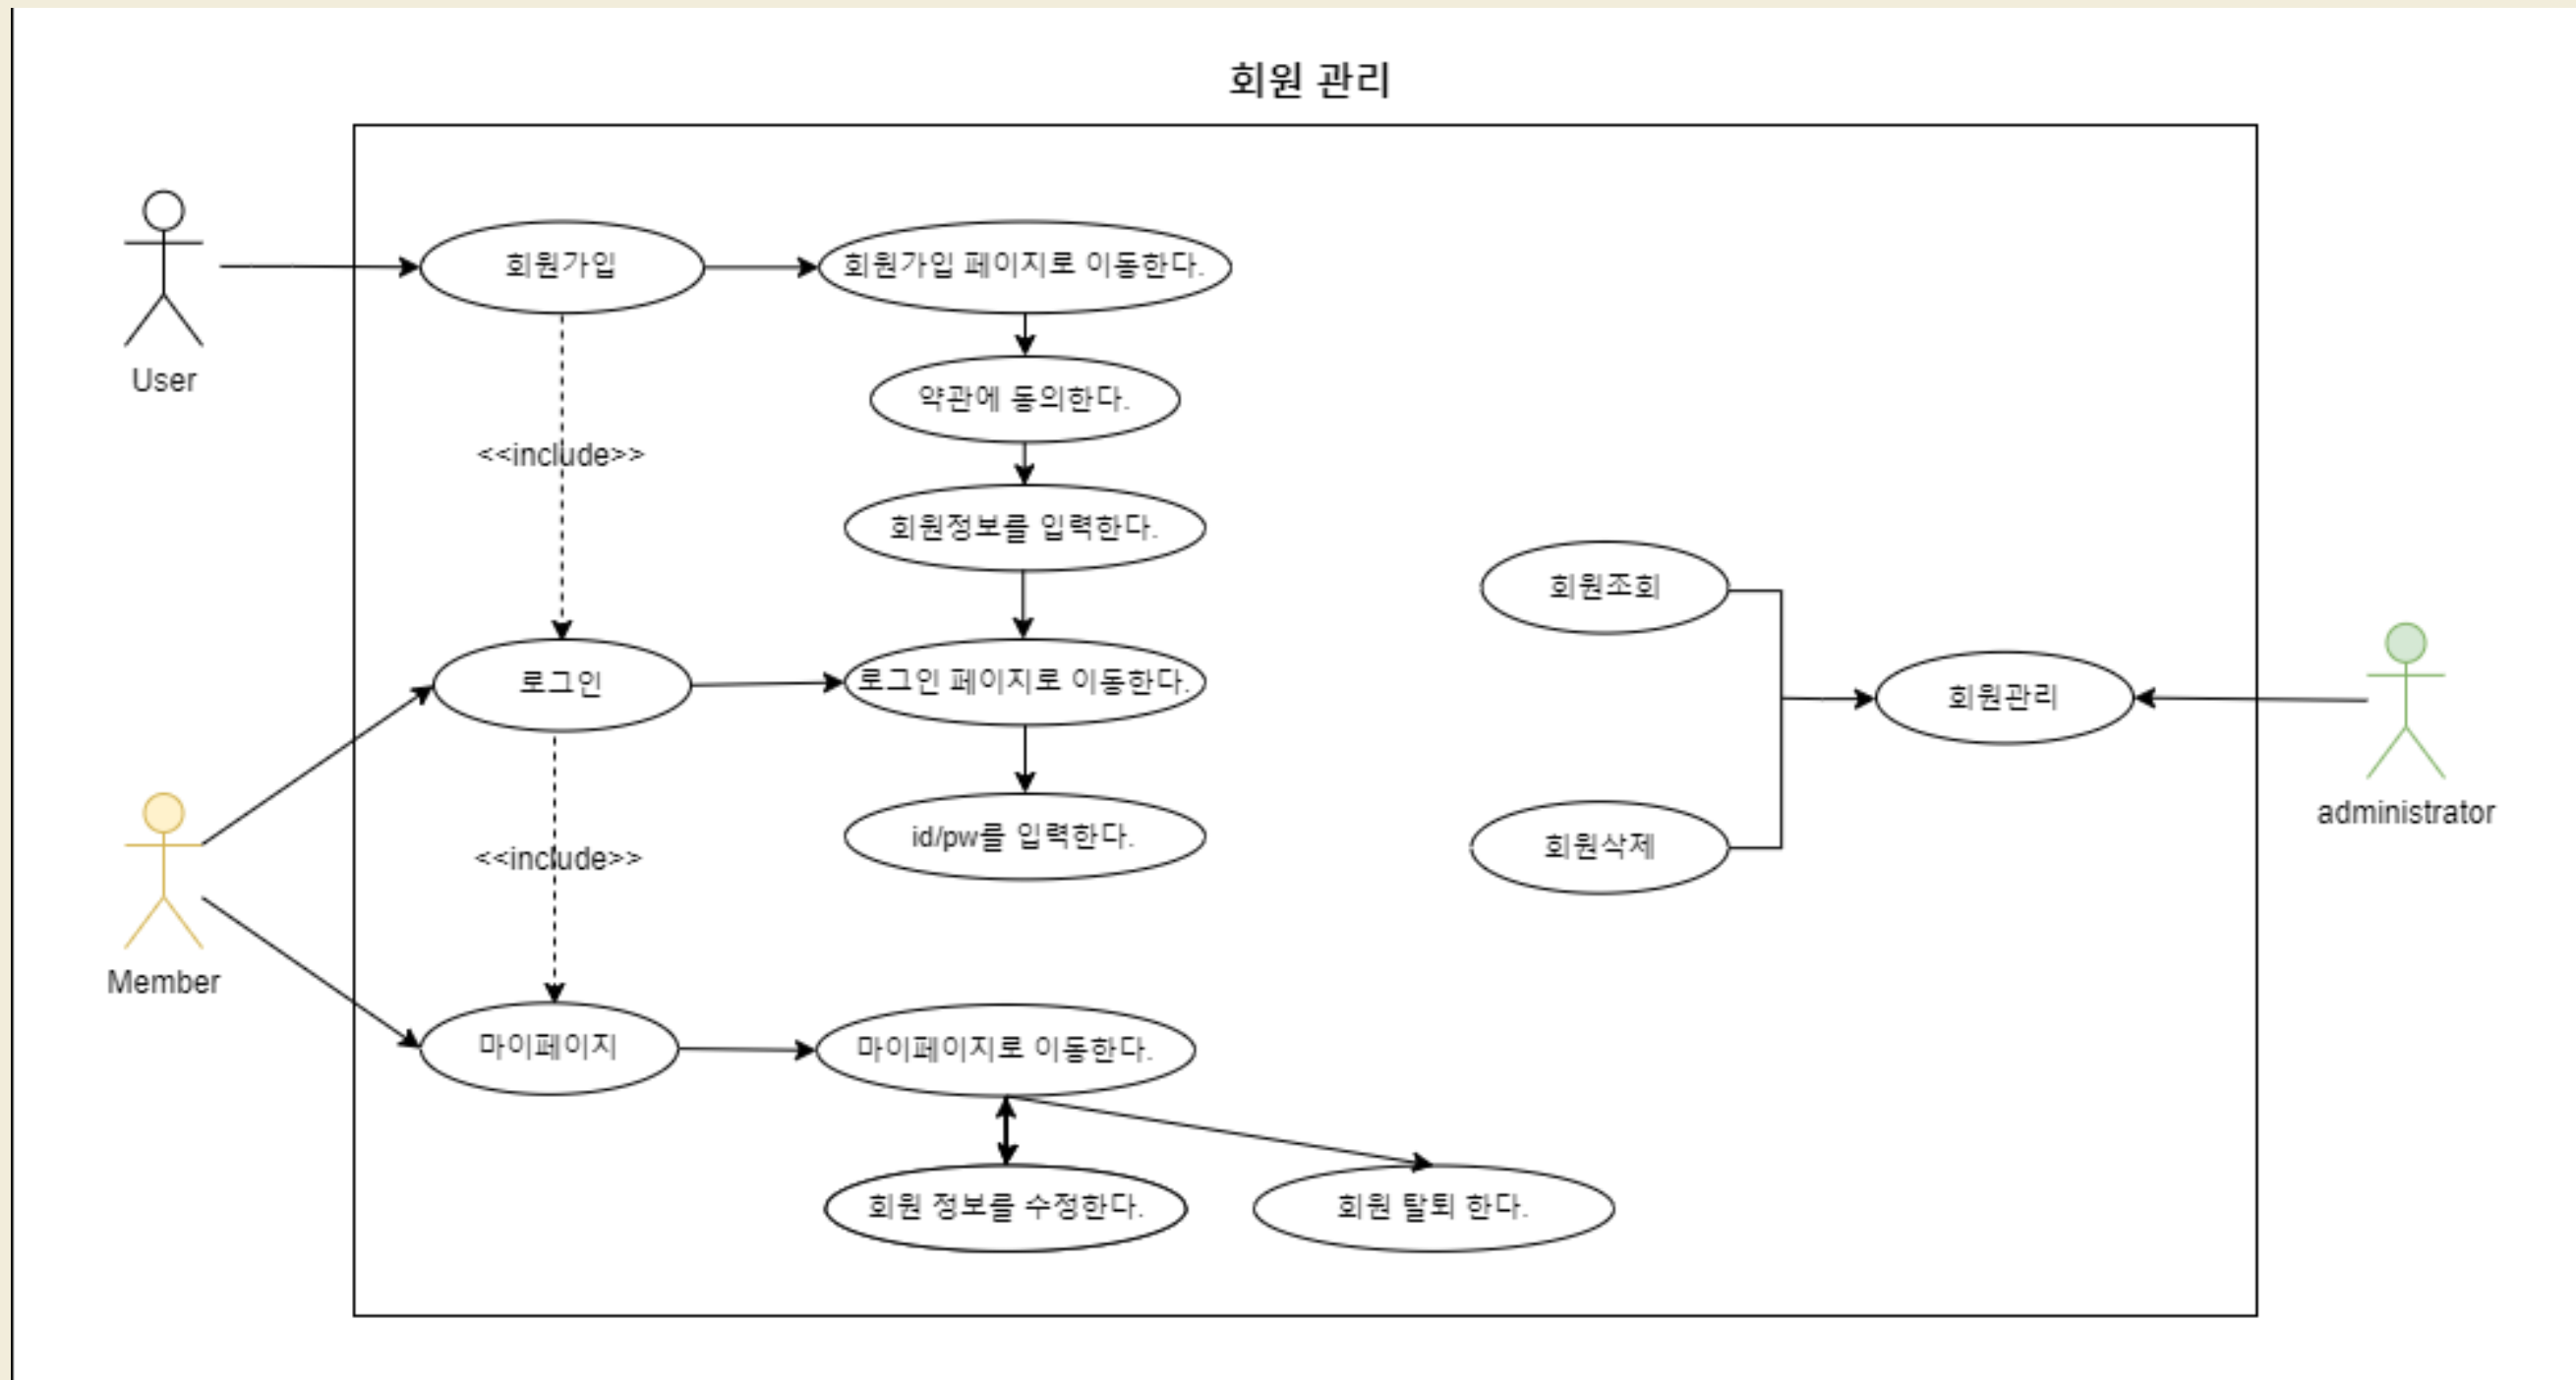 회원 관리
User
회원가입
회원가입 페이지로 이동한다.
약관에 동의한다.
<<include>>
회원정보를 입력한다.
로그인
로그인 페이지로 이동한다.
id/pw를 입력한다.
Member
<<include>>
마이페이지
마이페이지로 이동한다.
회원 정보를 수정한다.
회원 탈퇴 한다.
회원조회
회원관리
회원삭제
administrator